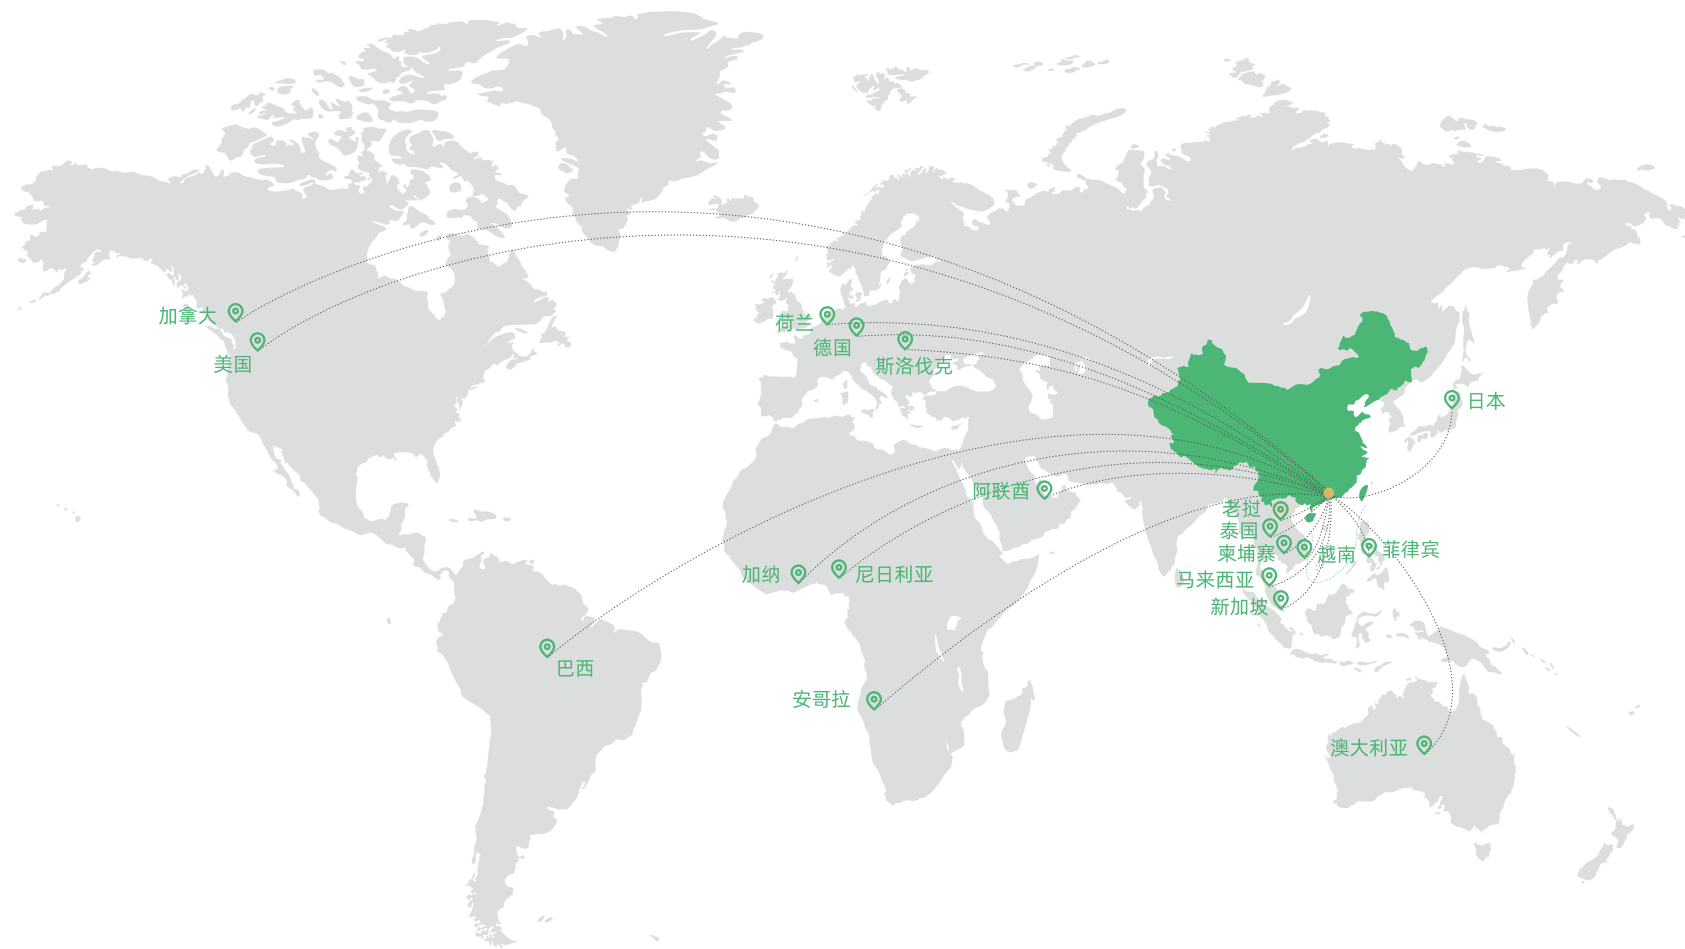 加拿大
美国
荷兰
德国
斯洛伐克
日本
阿联酋
老挝
泰国
柬埔寨
越南
菲律宾
马来西亚
新加坡
加纳
尼日利亚
巴西
安哥拉
澳大利亚